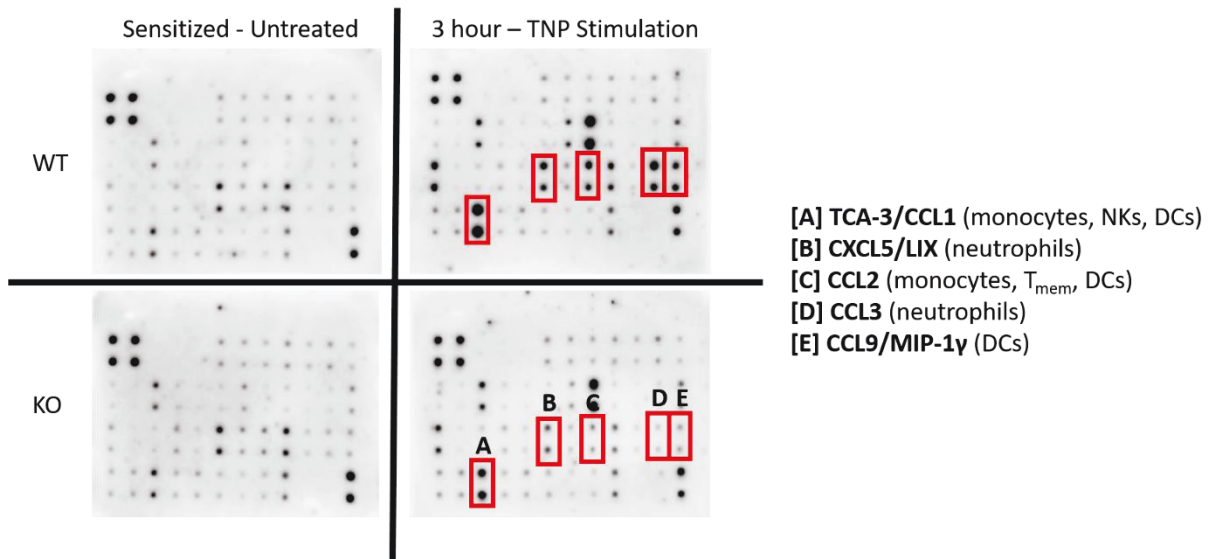 Sensitized - Untreated
3 hour – TNP Stimulation
WT
[A] TCA-3/CCL1 (monocytes, NKs, DCs)
[B] CXCL5/LIX (neutrophils)
[C] CCL2 (monocytes, Tmem, DCs)
[D] CCL3 (neutrophils)
[E] CCL9/MIP-1γ (DCs)
KO
B C D E
A